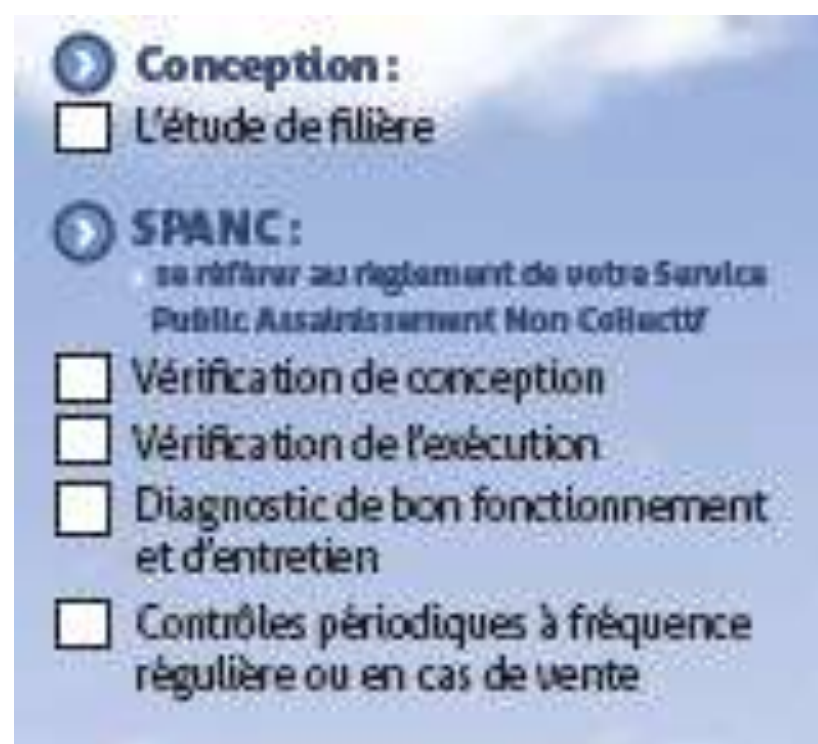 Conception :
L'étude de filière
SPANC :
se référer au règlement de votre Service
Public Assainissement Non Collectif
Vérification de conception
Vérification de l'exécution
Diagnostic de bon fonctionnement
et d'entretien
Contrôles périodiques à fréquence
régulière ou en cas de vente